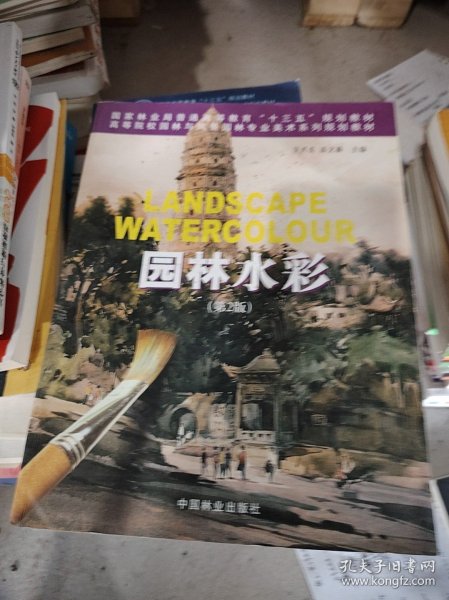 国家林业局普通高等教育“十三五”规划教材
高等院校园林与风景园林专业美术系列规划教材
主编
LANDSCAPE
WATERCOLOUR
园林水彩
（第2版）
中国林业出版社
孔夫子旧书网
www.kongfz.com